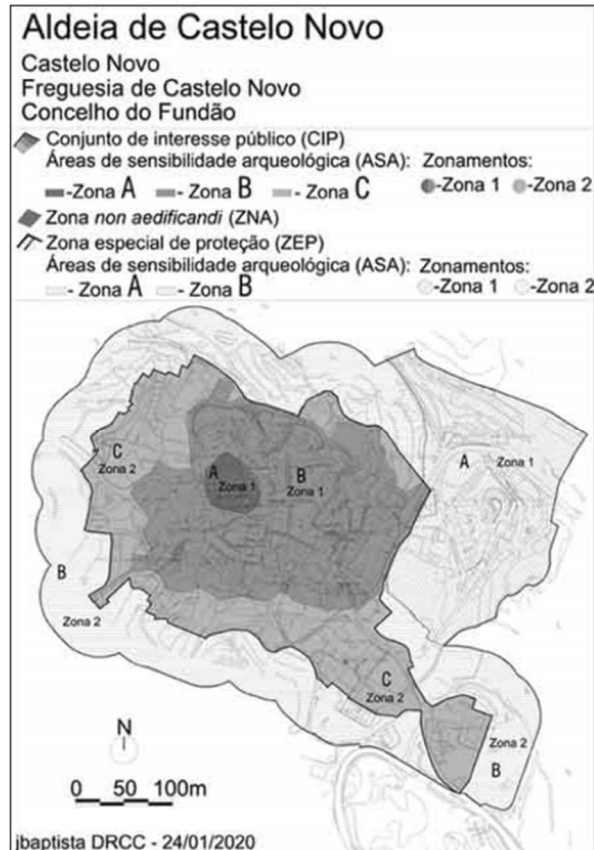 Aldeia de Castelo Novo
Castelo Novo
Freguesia de Castelo Novo
Concelho do Fundão
Conjunto de interesse público (CIP)
Áreas de sensibilidade arqueológica (ASA): Zonamentos:
-Zona A - Zona B - Zona C -Zona 1 -Zona 2
Zona non aedificandi (ZNA)
Zona especial de proteção (ZEP)
Áreas de sensibilidade arqueológica (ASA): Zonamentos:
- Zona A - Zona B -Zona 1 -Zona 2
C
Zona 2
A
Zona 1
B
Zona 1
A
Zona 1
B
Zona 2
C
Zona 2
Zona 2
B
N
0 50 100m
jbaptista DRCC - 24/01/2020